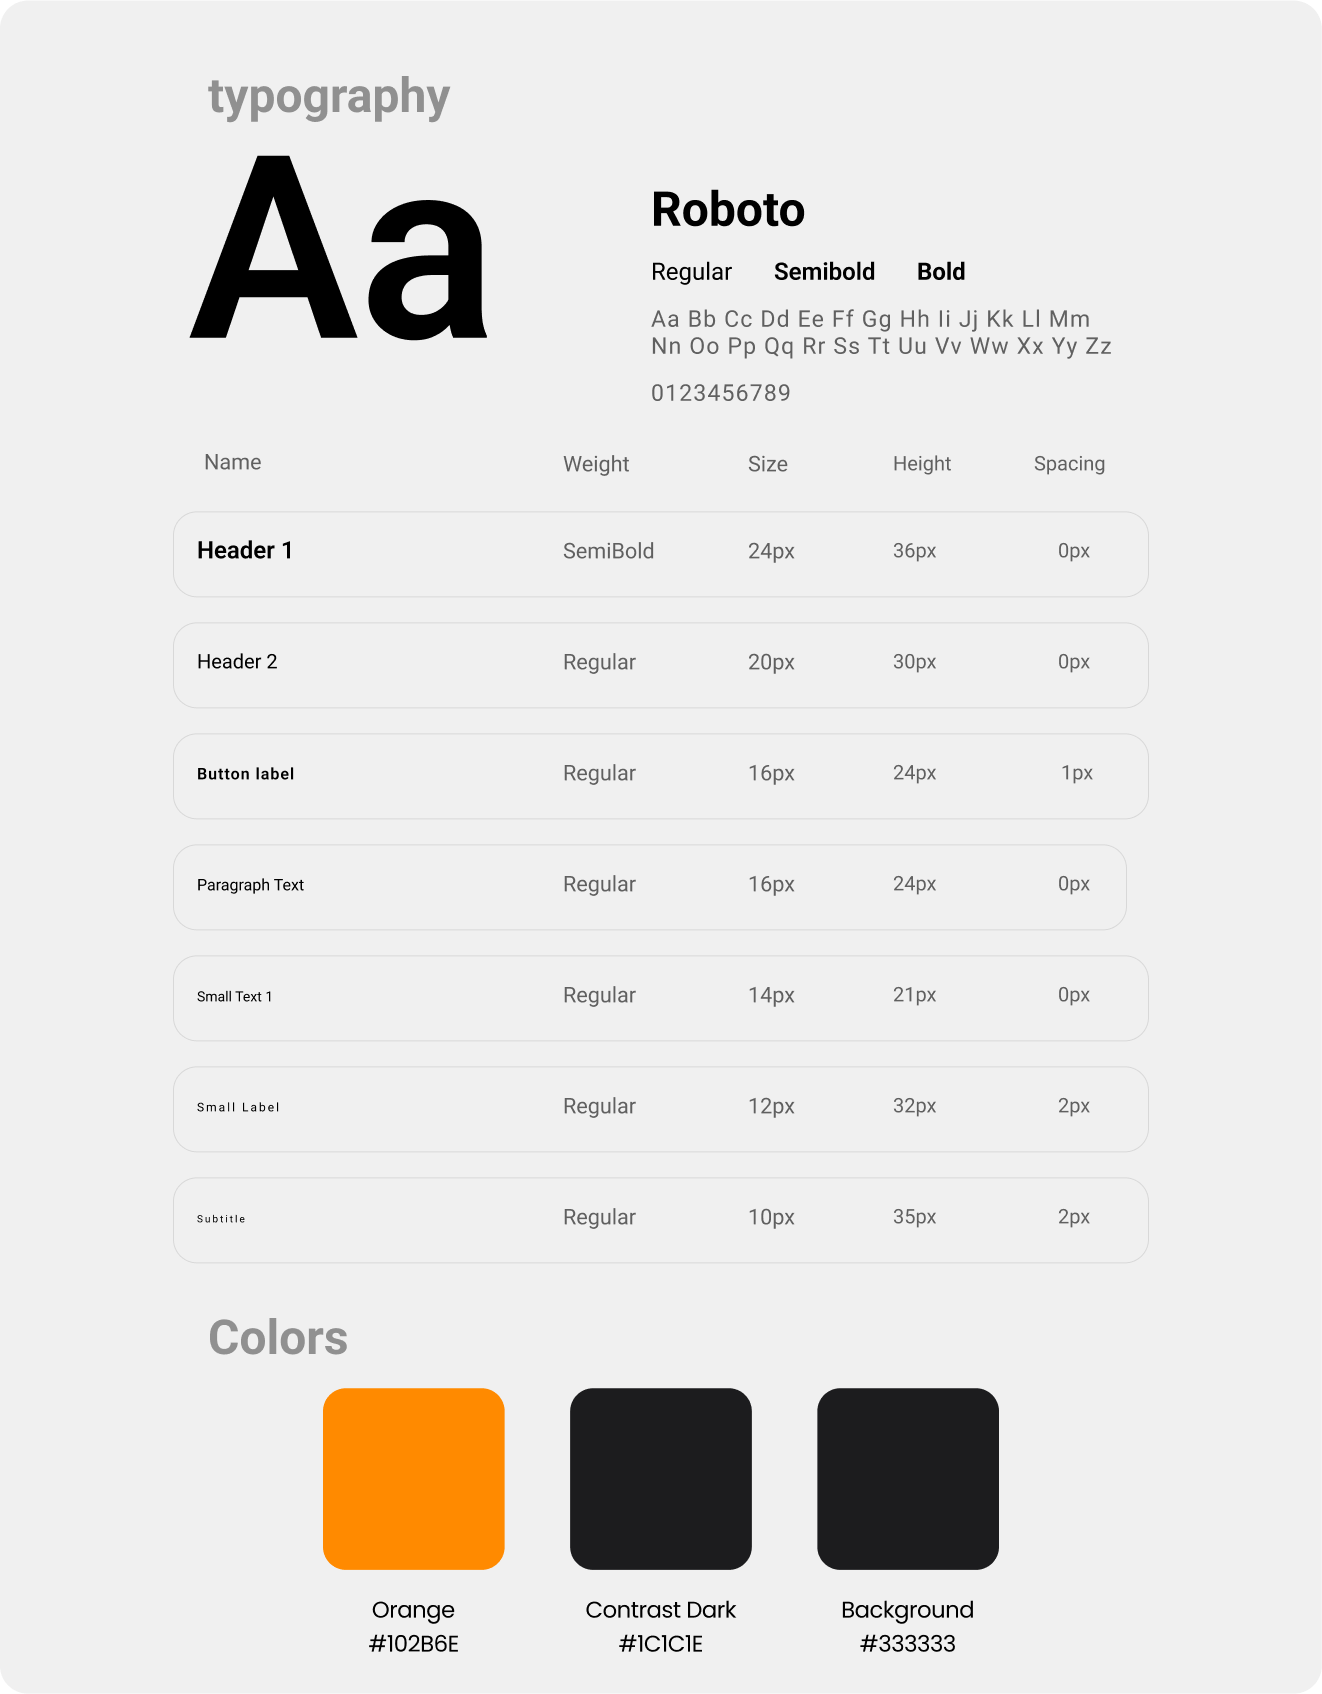 typography
Aa
Roboto
Regular Semibold Bold
Aa Bb Cc Dd Ee Ff Gg Hh Ii Jj Kk Ll Mm
Nn Oo Pp Qq Rr Ss Tt Uu Vv Ww Xx Yy Zz
0123456789
Name Weight Size Height Spacing
Header 1 SemiBold 24px 36px 0px
Header 2 Regular 20px 30px 0px
Button label Regular 16px 24px 1px
Paragraph Text Regular 16px 24px 0px
Small Text 1 Regular 14px 21px 0px
Small Label Regular 12px 32px 2px
Subtitle Regular 10px 35px 2px
Colors
Orange Contrast Dark Background
#102B6E #1C1C1E #333333